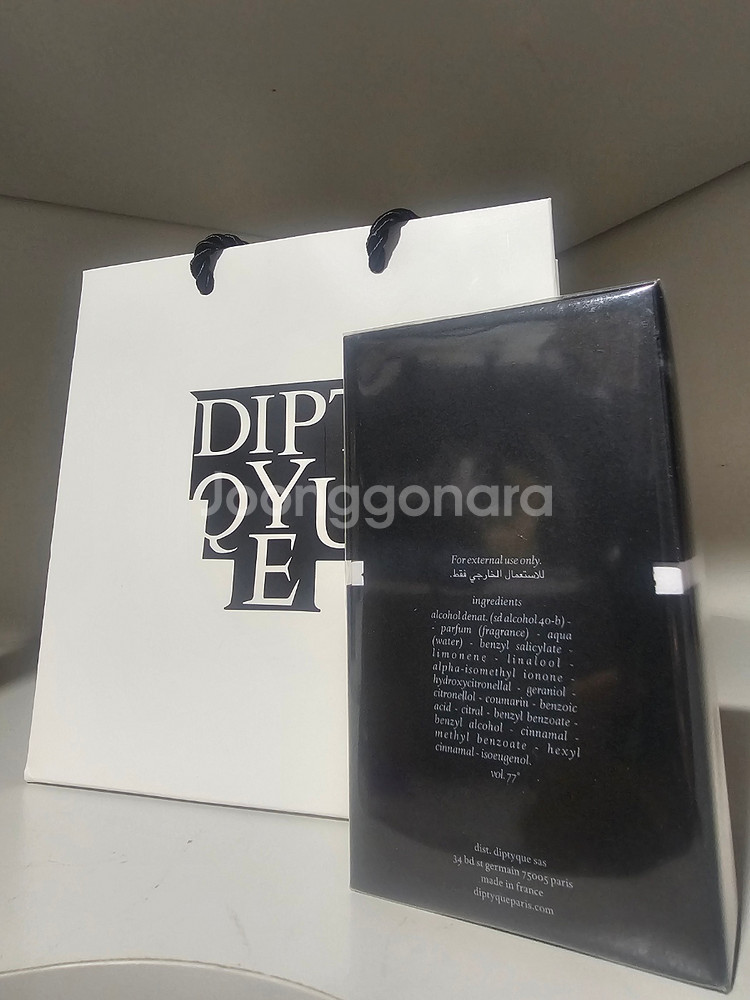 DIPT
QYU
E
Joonggonara
For external use only.
للاستعمال الخارجي فقط.
ingredients
alcohol denat. (sd alcohol 40-b) -
- parfum (fragrance) - aqua
(water) - benzyl salicylate -
limonene - linalool -
alpha-isomethyl ionone -
hydroxycitronellal - geraniol -
citronellol - coumarin - benzoic
acid - citral - benzyl benzoate -
benzyl alcohol - cinnamal -
methyl benzoate - hexyl
cinnamal - isoeugenol.
vol. 77°
dist. diptyque sas
34 bd st germain 75005 paris
made in france
diptyqueparis.com